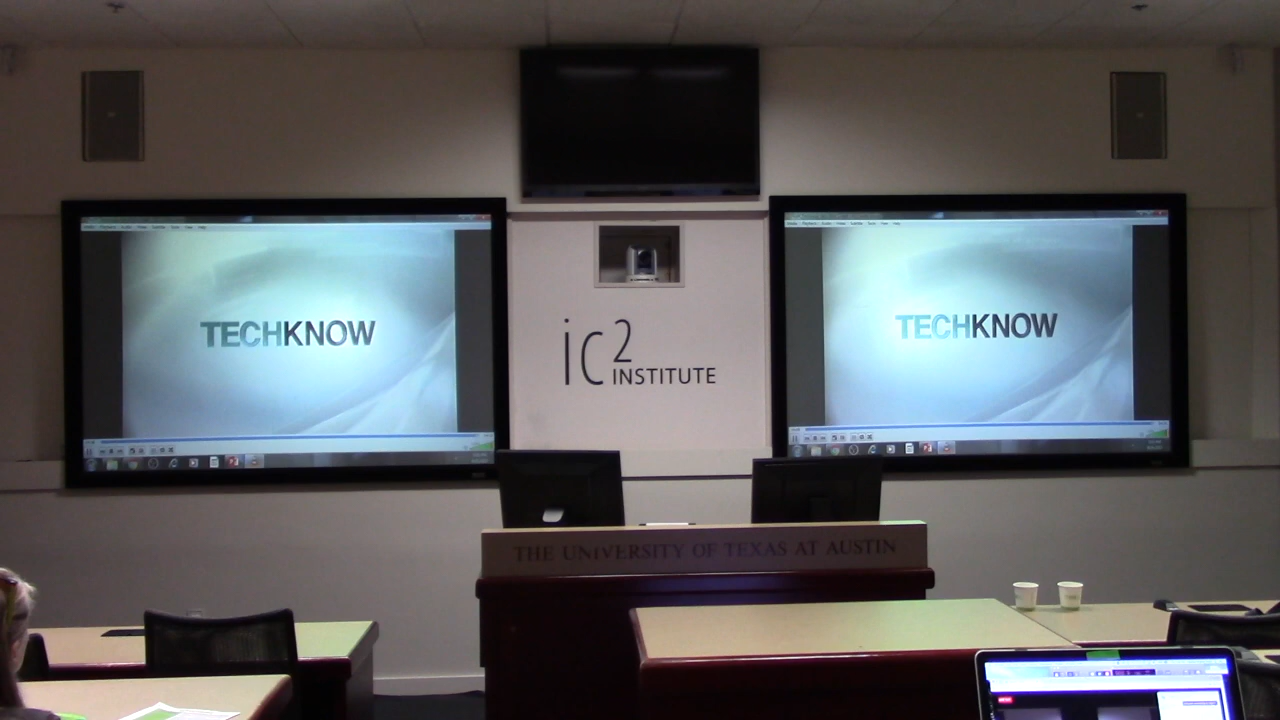 TECHKNOW
ic2
INSTITUTE
TECHKNOW
THE UNIVERSITY OF TEXAS AT AUSTIN